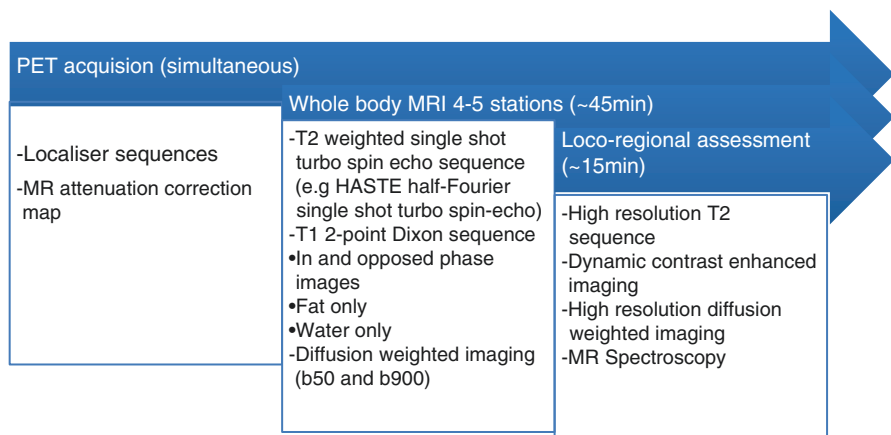 PET acquision (simultaneous)
-Localiser sequences
-MR attenuation correction
map
Whole body MRI 4-5 stations (~45min)
-T2 weighted single shot
turbo spin echo sequence
(e.g HASTE half-Fourier
single shot turbo spin-echo)
-T1 2-point Dixon sequence
•In and opposed phase
images
•Fat only
•Water only
-Diffusion weighted imaging
(b50 and b900)
Loco-regional assessment
(~15min)
-High resolution T2
sequence
-Dynamic contrast enhanced
imaging
-High resolution diffusion
weighted imaging
-MR Spectroscopy